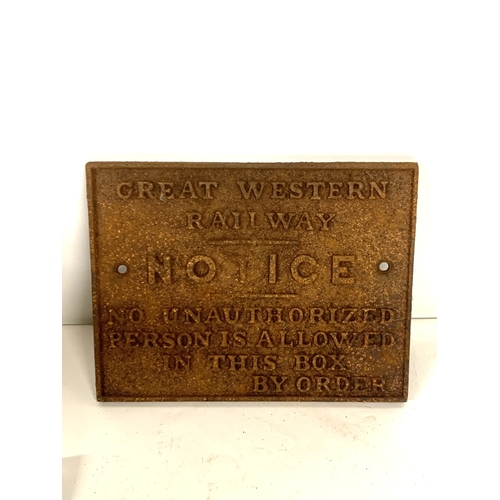 GREAT WESTERN
RAILWAY
NOTICE
NO UNAUTHORIZED
PERSON IS ALLOWED
IN THIS BOX
BY ORDER